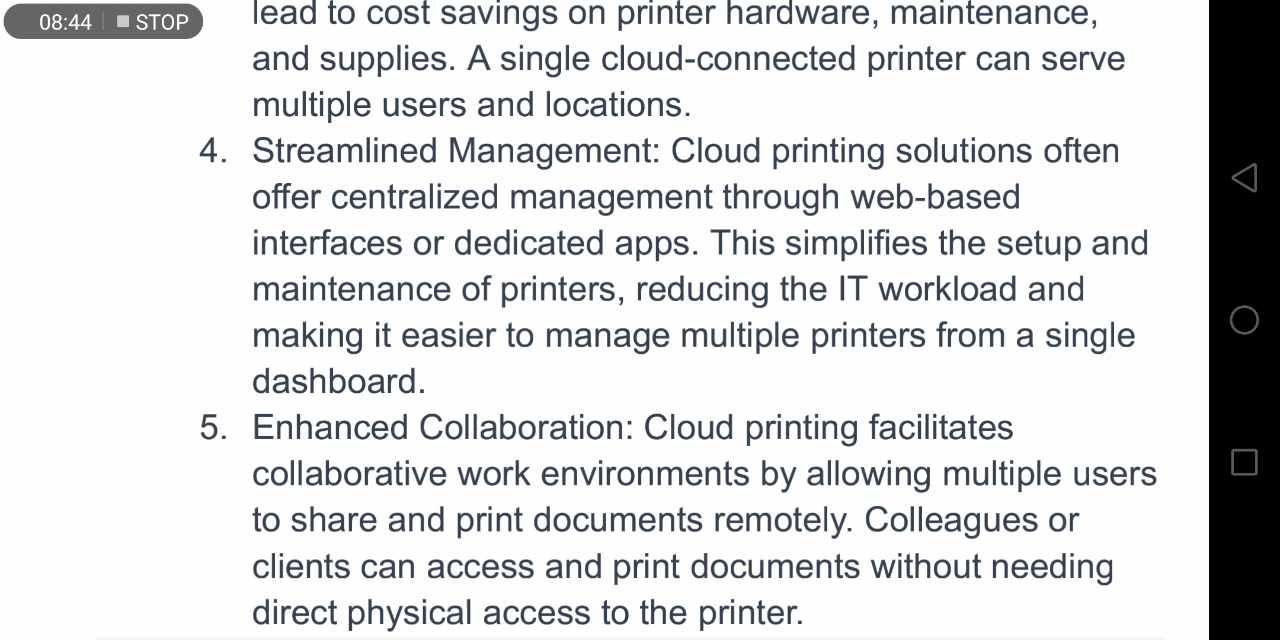 08:44 STOP
lead to cost savings on printer hardware, maintenance,
and supplies. A single cloud-connected printer can serve
multiple users and locations.
4. Streamlined Management: Cloud printing solutions often
offer centralized management through web-based
interfaces or dedicated apps. This simplifies the setup and
maintenance of printers, reducing the IT workload and
making it easier to manage multiple printers from a single
dashboard.
5. Enhanced Collaboration: Cloud printing facilitates
collaborative work environments by allowing multiple users
to share and print documents remotely. Colleagues or
clients can access and print documents without needing
direct physical access to the printer.